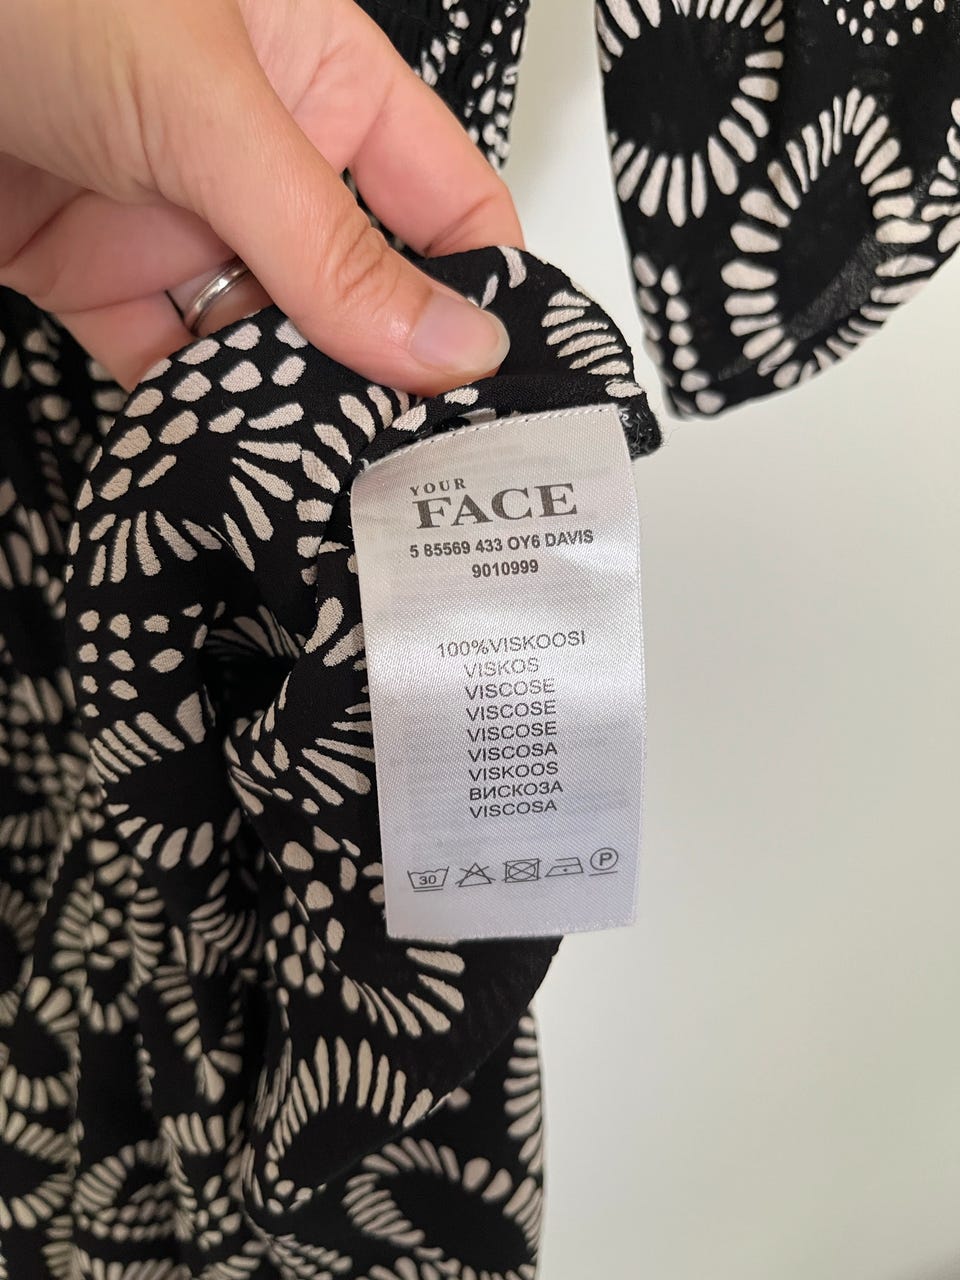 YOUR
FACE
5 85569 433 OY6 DAVIS
9010999
100%VISKOOSI
VISKOS
VISCOSE
VISCOSE
VISCOSE
VISCOSA
VISKOOS
ВИСКОЗА
VISCOSA
30 P